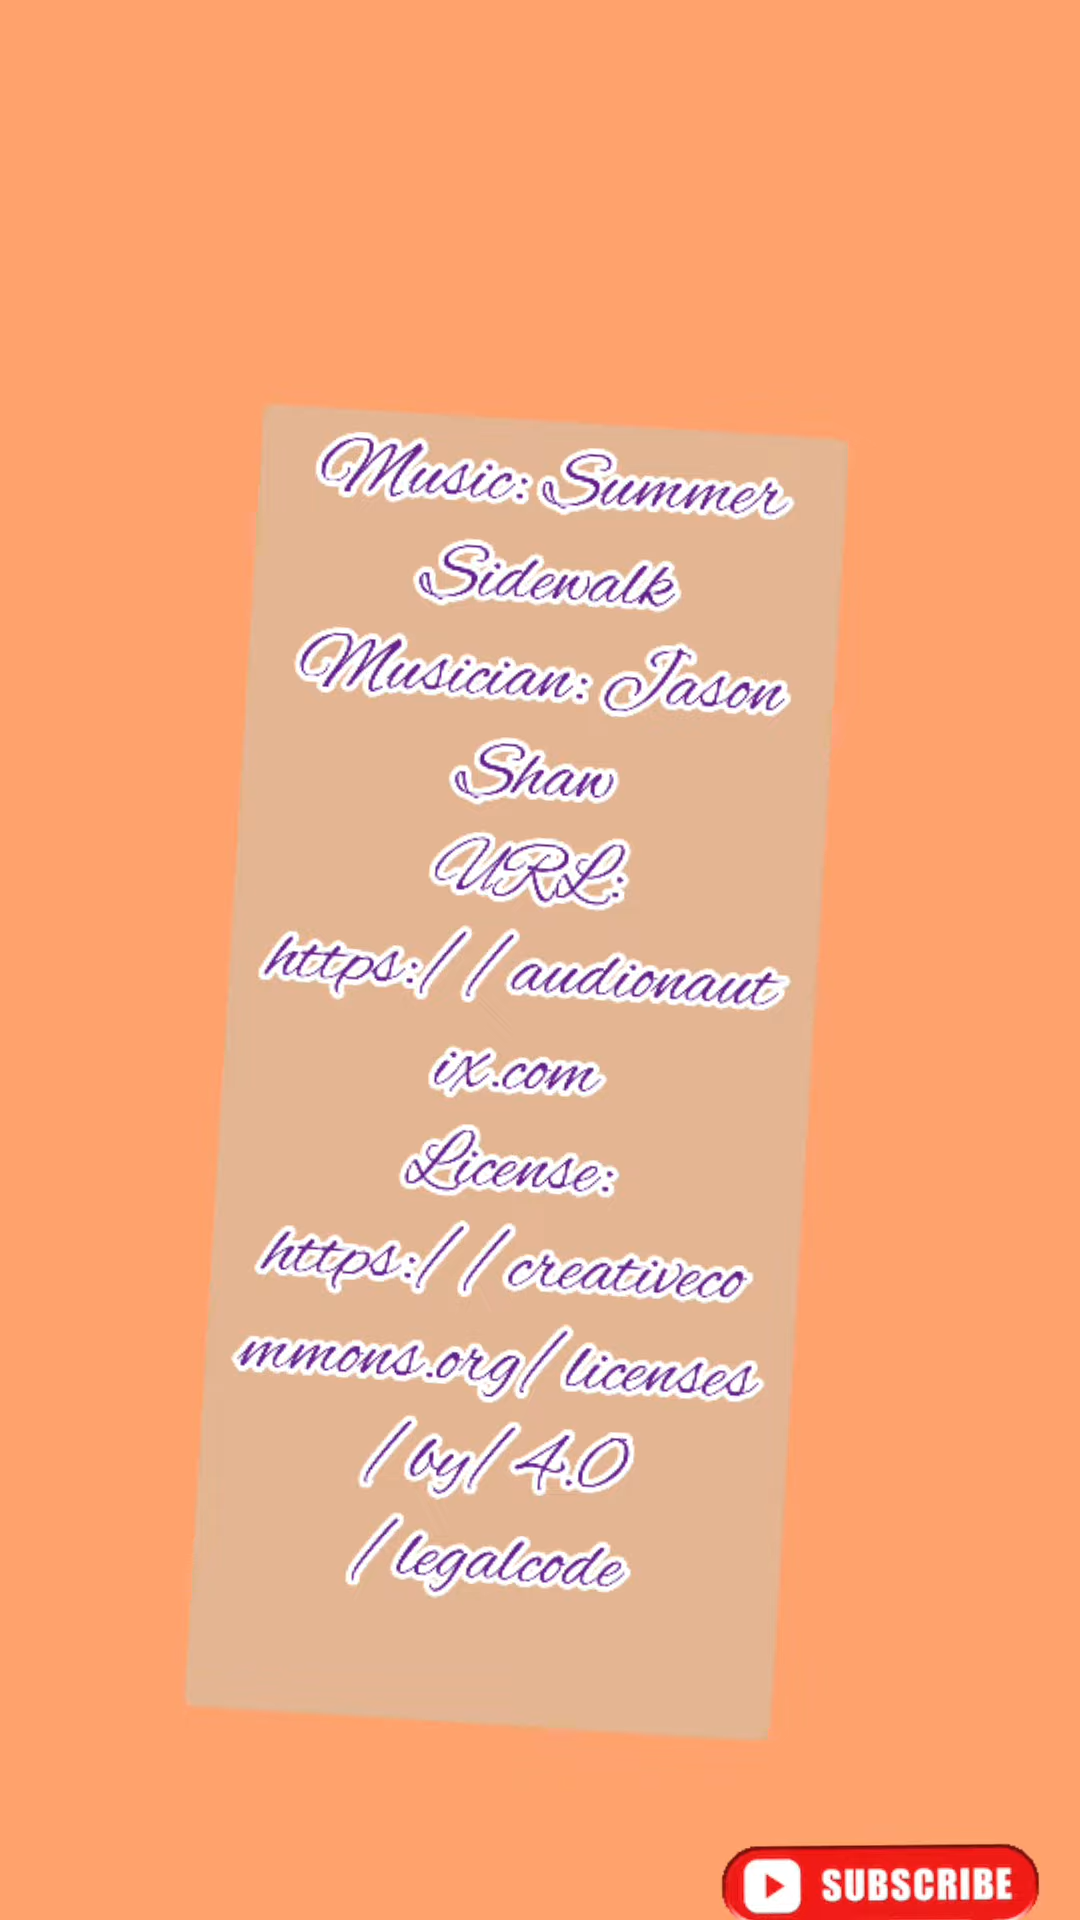 Music: Summer
Sidewalk
Musician: Jason
Shaw
URL:
https://audionaut
ix.com
License:
https://creativeco
mmons.org/licenses
/by/4.0
/legalcode
SUBSCRIBE